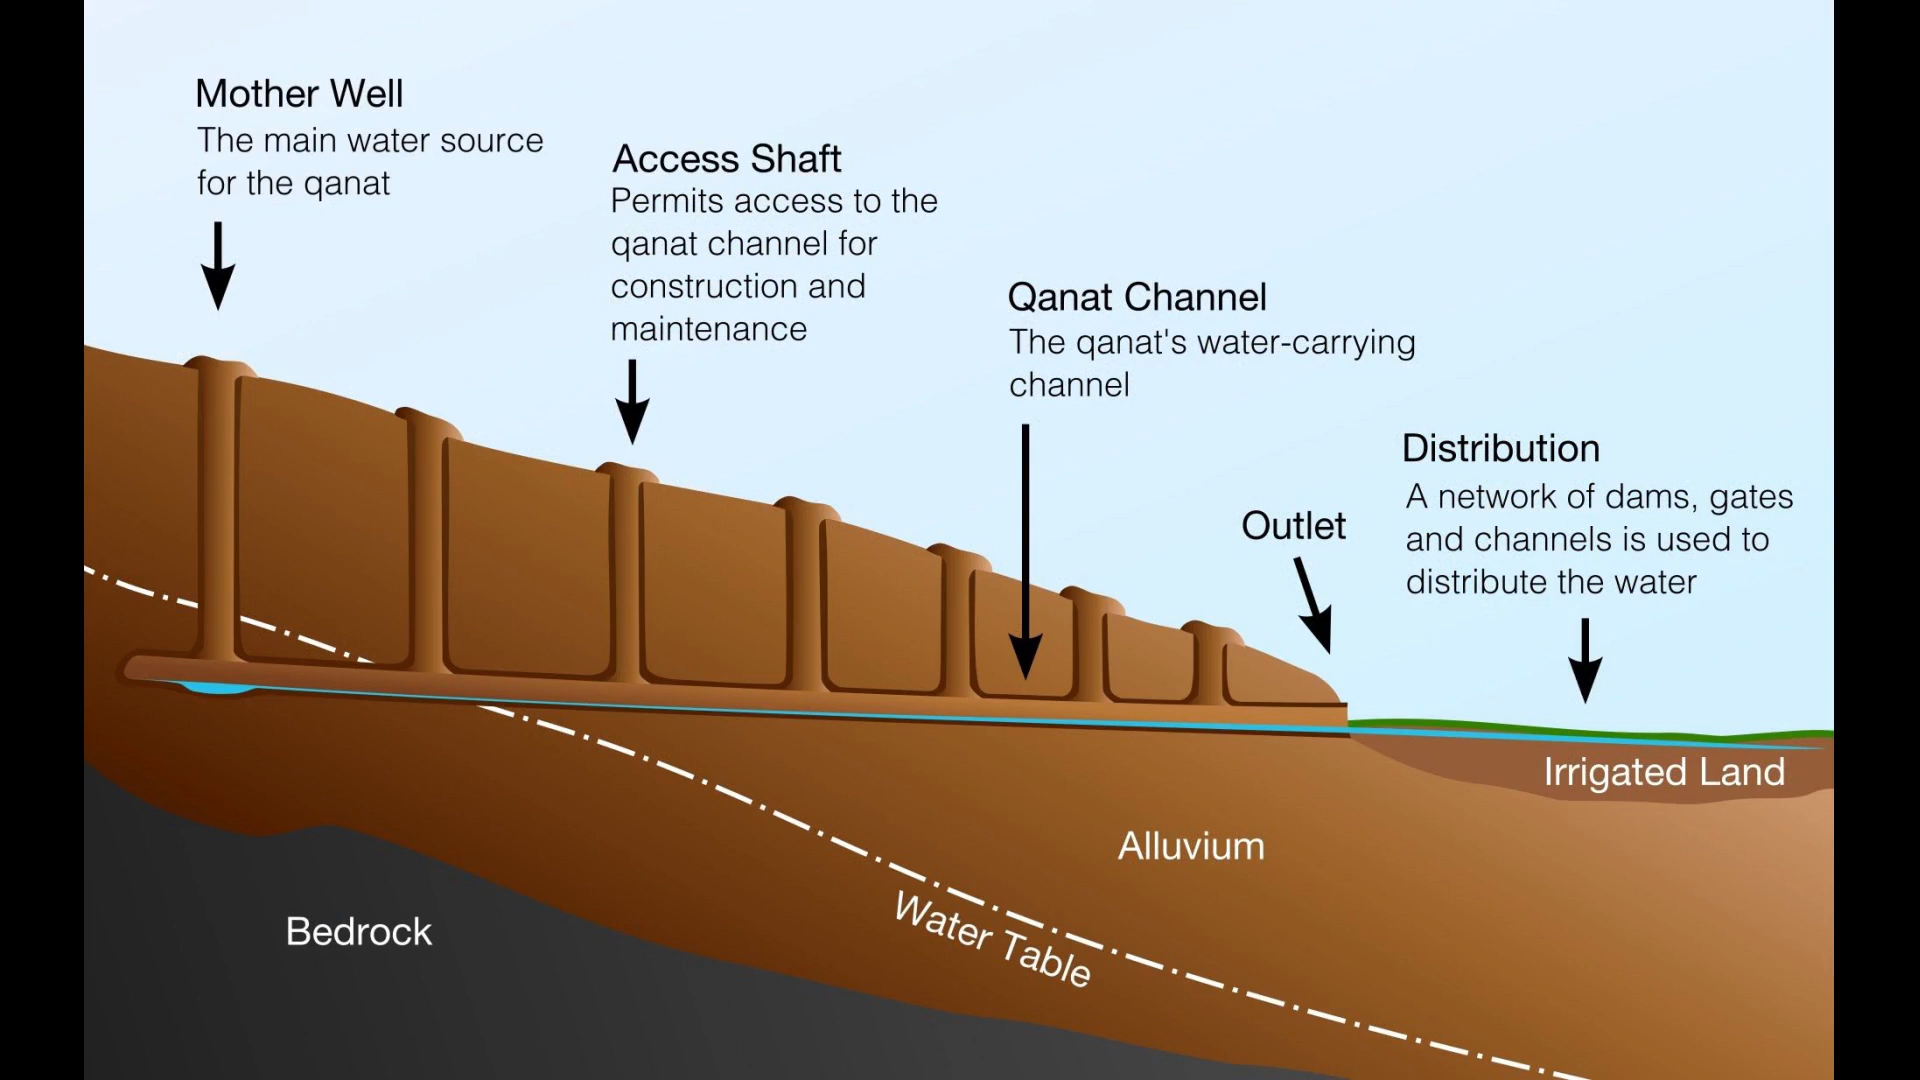 Mother Well
The main water source
for the qanat
Access Shaft
Permits access to the
qanat channel for
construction and
maintenance
Qanat Channel
The qanat's water-carrying
channel
Outlet
Distribution
A network of dams, gates
and channels is used to
distribute the water
Irrigated Land
Alluvium
Water Table
Bedrock